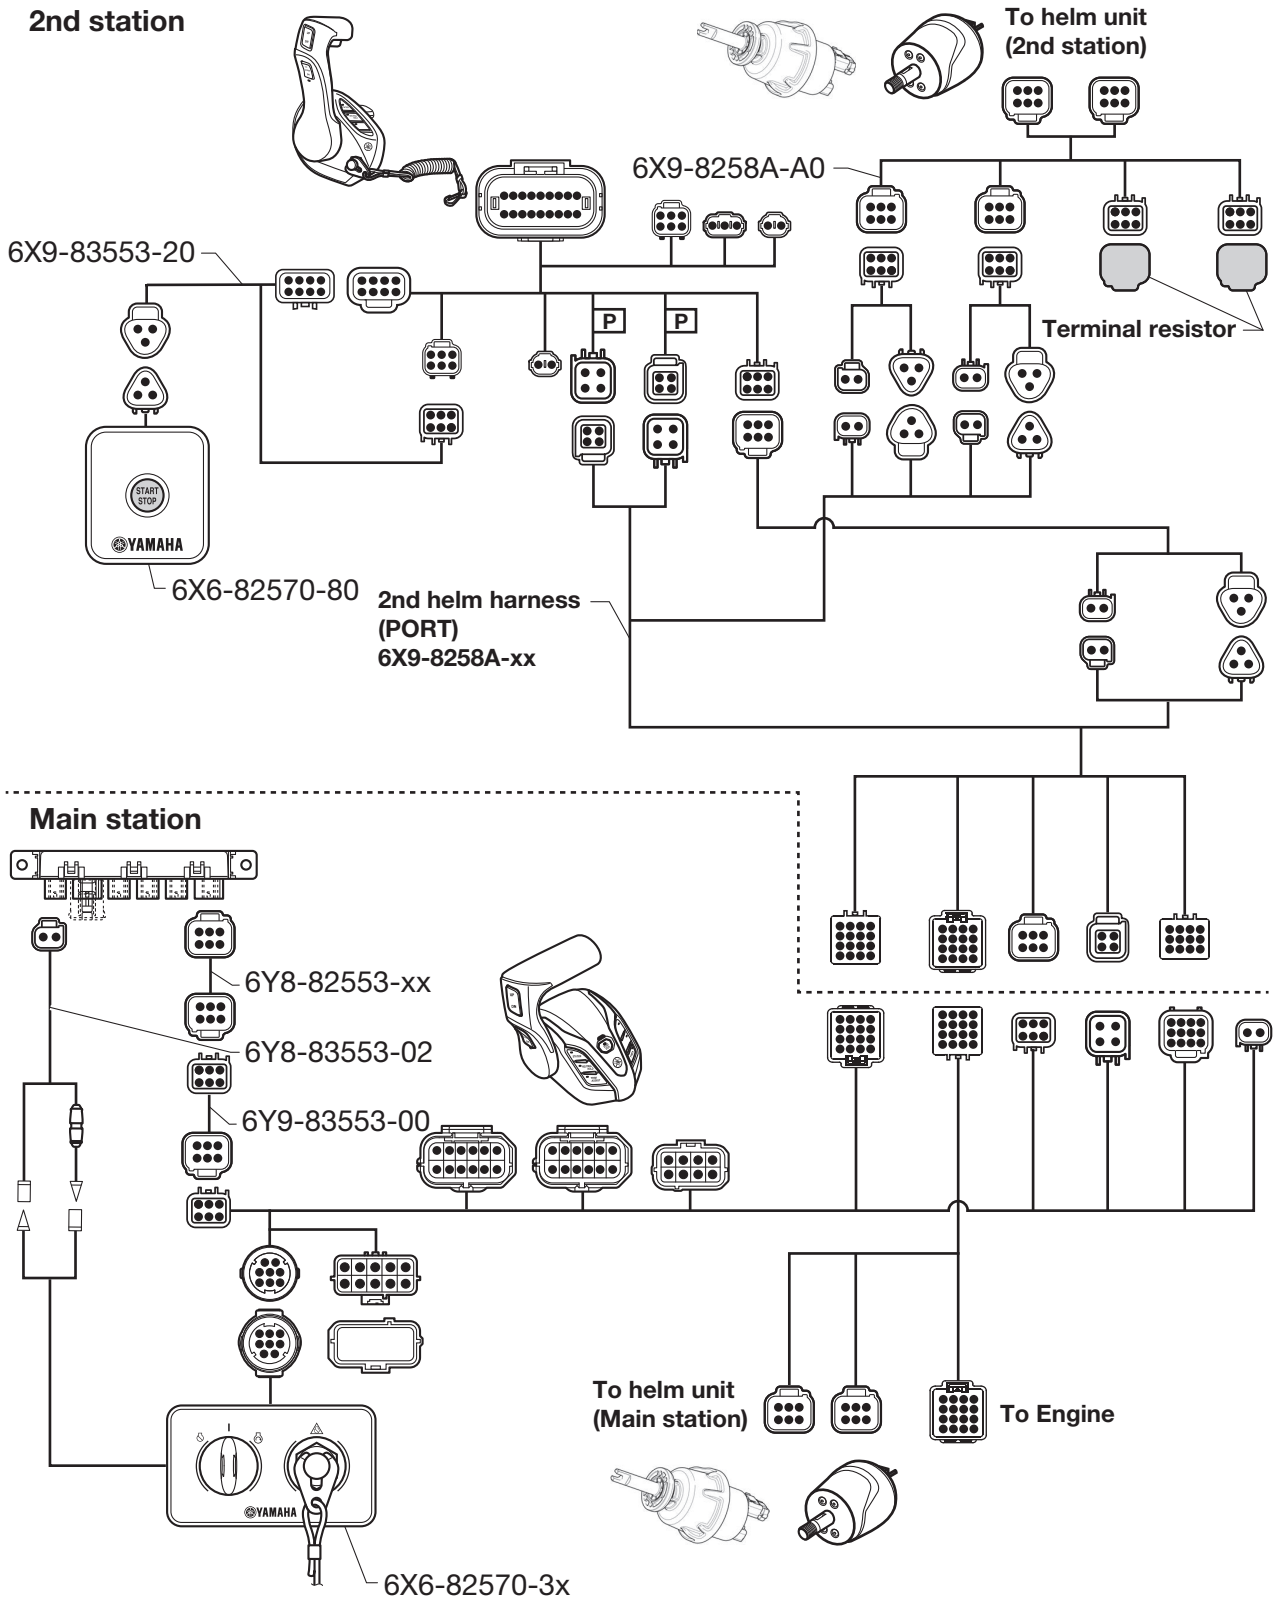 2nd station
To helm unit
(2nd station)
6X9-8258A-A0
6X9-83553-20
P
P
Terminal resistor
START
STOP
YAMAHA
6X6-82570-80
2nd helm harness
(PORT)
6X9-8258A-xx
Main station
6Y8-82553-xx
6Y8-83553-02
6Y9-83553-00
To helm unit
(Main station)
To Engine
YAMAHA
6X6-82570-3x